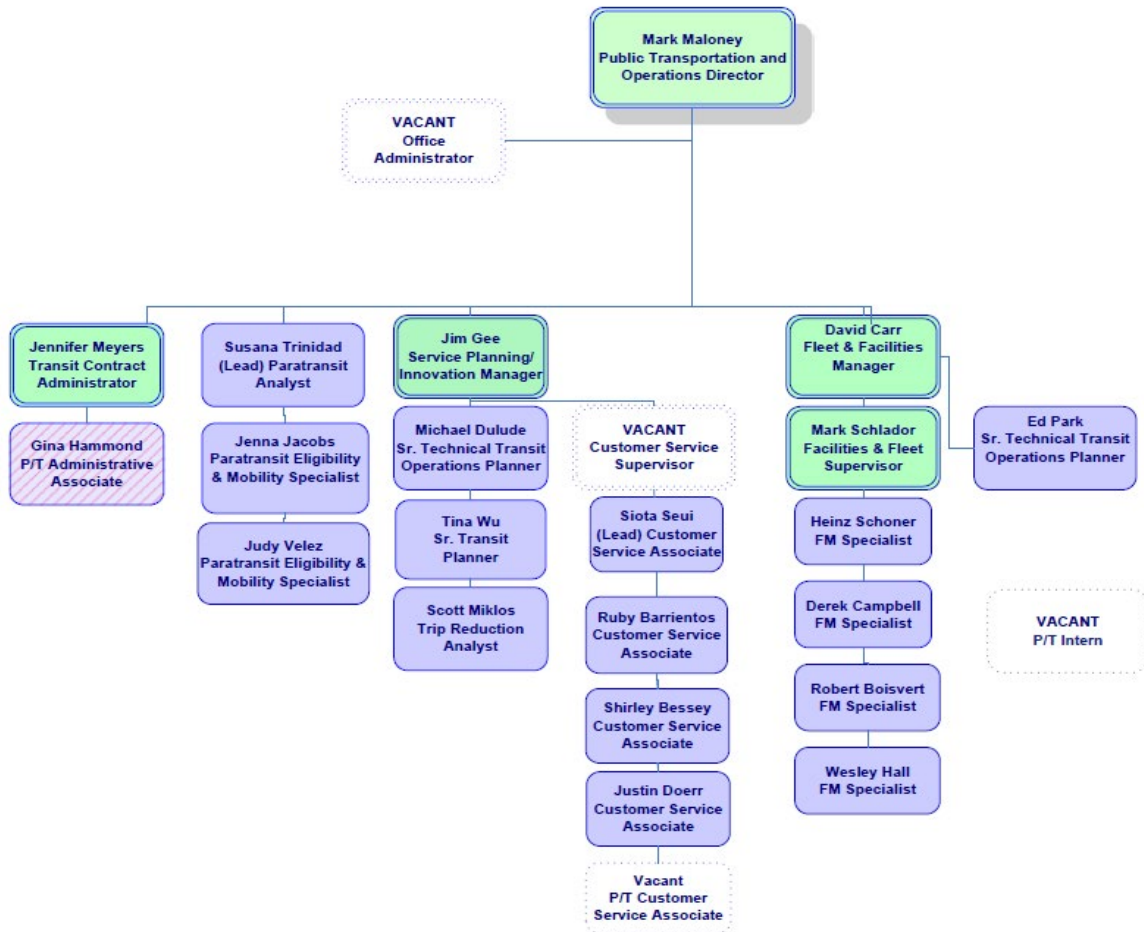 Mark Maloney
Public Transportation and
Operations Director
VACANT
Office
Administrator
Jennifer Meyers
Transit Contract
Administrator
Gina Hammond
P/T Administrative
Associate
Susana Trinidad
(Lead) Paratransit
Analyst
Jenna Jacobs
Paratransit Eligibility
& Mobility Specialist
Judy Velez
Paratransit Eligibility &
Mobility Specialist
Jim Gee
Service Planning/
Innovation Manager
Michael Dulude
Sr. Technical Transit
Operations Planner
Tina Wu
Sr. Transit
Planner
Scott Miklos
Trip Reduction
Analyst
VACANT
Customer Service
Supervisor
Siota Seui
(Lead) Customer
Service Associate
Ruby Barrientos
Customer Service
Associate
Shirley Bessey
Customer Service
Associate
Justin Doerr
Customer Service
Associate
Vacant
P/T Customer
Service Associate
David Carr
Fleet & Facilities
Manager
Mark Schlador
Facilities & Fleet
Supervisor
Heinz Schoner
FM Specialist
Derek Campbell
FM Specialist
Robert Boisvert
FM Specialist
Wesley Hall
FM Specialist
Ed Park
Sr. Technical Transit
Operations Planner
VACANT
P/T Intern